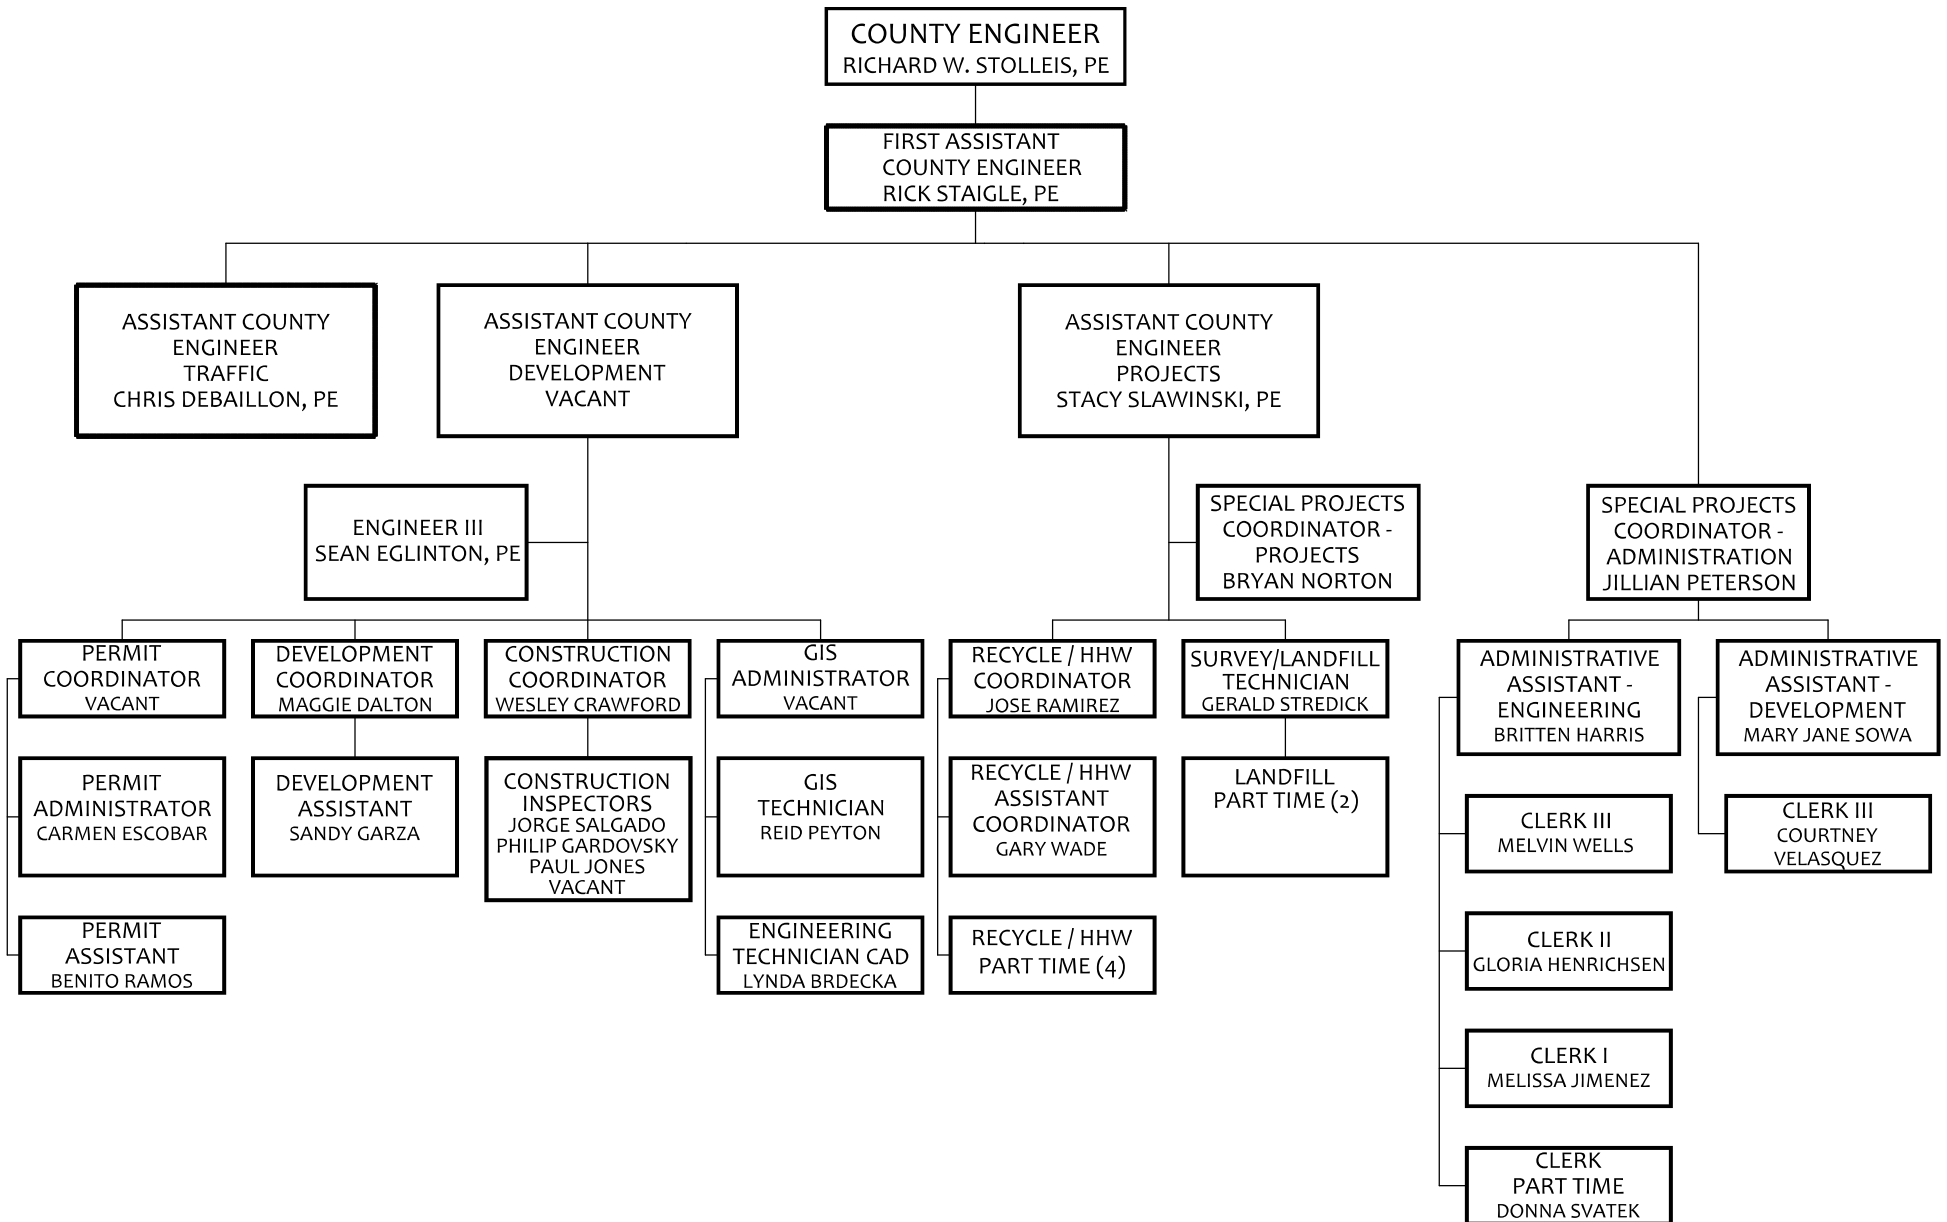 COUNTY ENGINEER
RICHARD W. STOLLEIS, PE
FIRST ASSISTANT
COUNTY ENGINEER
RICK STAIGLE, PE
ASSISTANT COUNTY
ENGINEER
TRAFFIC
CHRIS DEBAILLON, PE
ASSISTANT COUNTY
ENGINEER
DEVELOPMENT
VACANT
ASSISTANT COUNTY
ENGINEER
PROJECTS
STACY SLAWINSKI, PE
ENGINEER III
SEAN EGLINTON, PE
SPECIAL PROJECTS
COORDINATOR -
PROJECTS
BRYAN NORTON
SPECIAL PROJECTS
COORDINATOR -
ADMINISTRATION
JILLIAN PETERSON
PERMIT
COORDINATOR
VACANT
DEVELOPMENT
COORDINATOR
MAGGIE DALTON
CONSTRUCTION
COORDINATOR
WESLEY CRAWFORD
GIS
ADMINISTRATOR
VACANT
RECYCLE / HHW
COORDINATOR
JOSE RAMIREZ
SURVEY/LANDFILL
TECHNICIAN
GERALD STREDICK
ADMINISTRATIVE
ASSISTANT -
ENGINEERING
BRITTEN HARRIS
ADMINISTRATIVE
ASSISTANT -
DEVELOPMENT
MARY JANE SOWA
PERMIT
ADMINISTRATOR
CARMEN ESCOBAR
DEVELOPMENT
ASSISTANT
SANDY GARZA
CONSTRUCTION
INSPECTORS
JORGE SALGADO
PHILIP GARDOVSKY
PAUL JONES
VACANT
GIS
TECHNICIAN
REID PEYTON
RECYCLE / HHW
ASSISTANT
COORDINATOR
GARY WADE
LANDFILL
PART TIME (2)
CLERK III
MELVIN WELLS
CLERK III
COURTNEY
VELASQUEZ
PERMIT
ASSISTANT
BENITO RAMOS
ENGINEERING
TECHNICIAN CAD
LYNDA BRDECKA
RECYCLE / HHW
PART TIME (4)
CLERK II
GLORIA HENRICHSEN
CLERK I
MELISSA JIMENEZ
CLERK
PART TIME
DONNA SVATEK